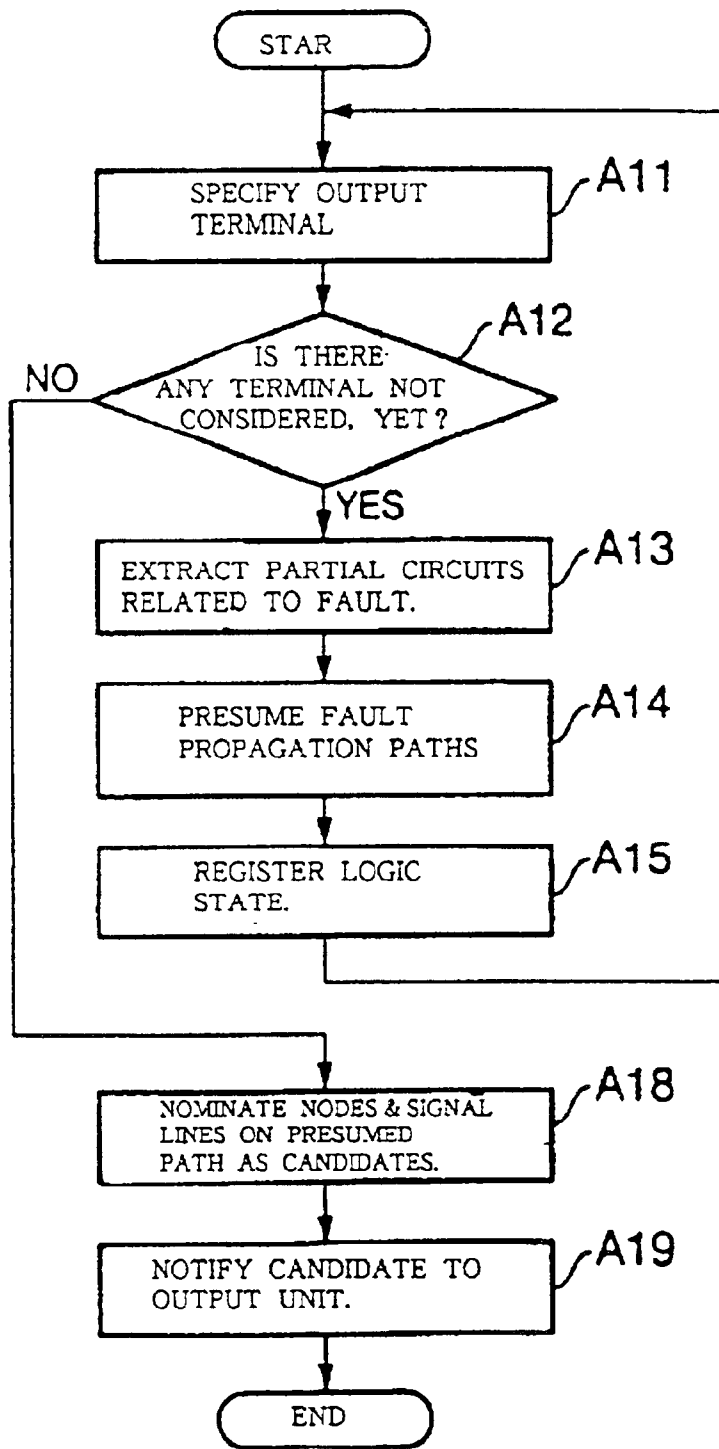 STAR
SPECIFY OUTPUT
TERMINAL
A11
IS THERE
ANY TERMINAL NOT
CONSIDERED, YET?
A12
NO
YES
EXTRACT PARTIAL CIRCUITS
RELATED TO FAULT.
A13
PRESUME FAULT
PROPAGATION PATHS
A14
REGISTER LOGIC
STATE.
A15
NOMINATE NODES & SIGNAL
LINES ON PRESUMED
PATH AS CANDIDATES.
A18
NOTIFY CANDIDATE TO
OUTPUT UNIT.
A19
END